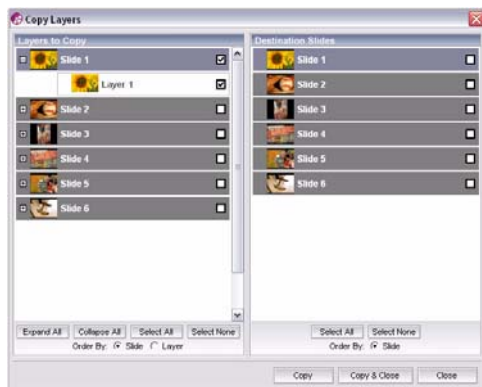 Copy Layers
Layers to Copy
Slide 1
Layer 1
Slide 2
Slide 3
Slide 4
Slide 5
Slide 6
Expand All Collapse All Select All Select None
Order By: Slide Layer
Destination Slides
Slide 1
Slide 2
Slide 3
Slide 4
Slide 5
Slide 6
Select All Select None
Order By: Slide
Copy Copy & Close Close